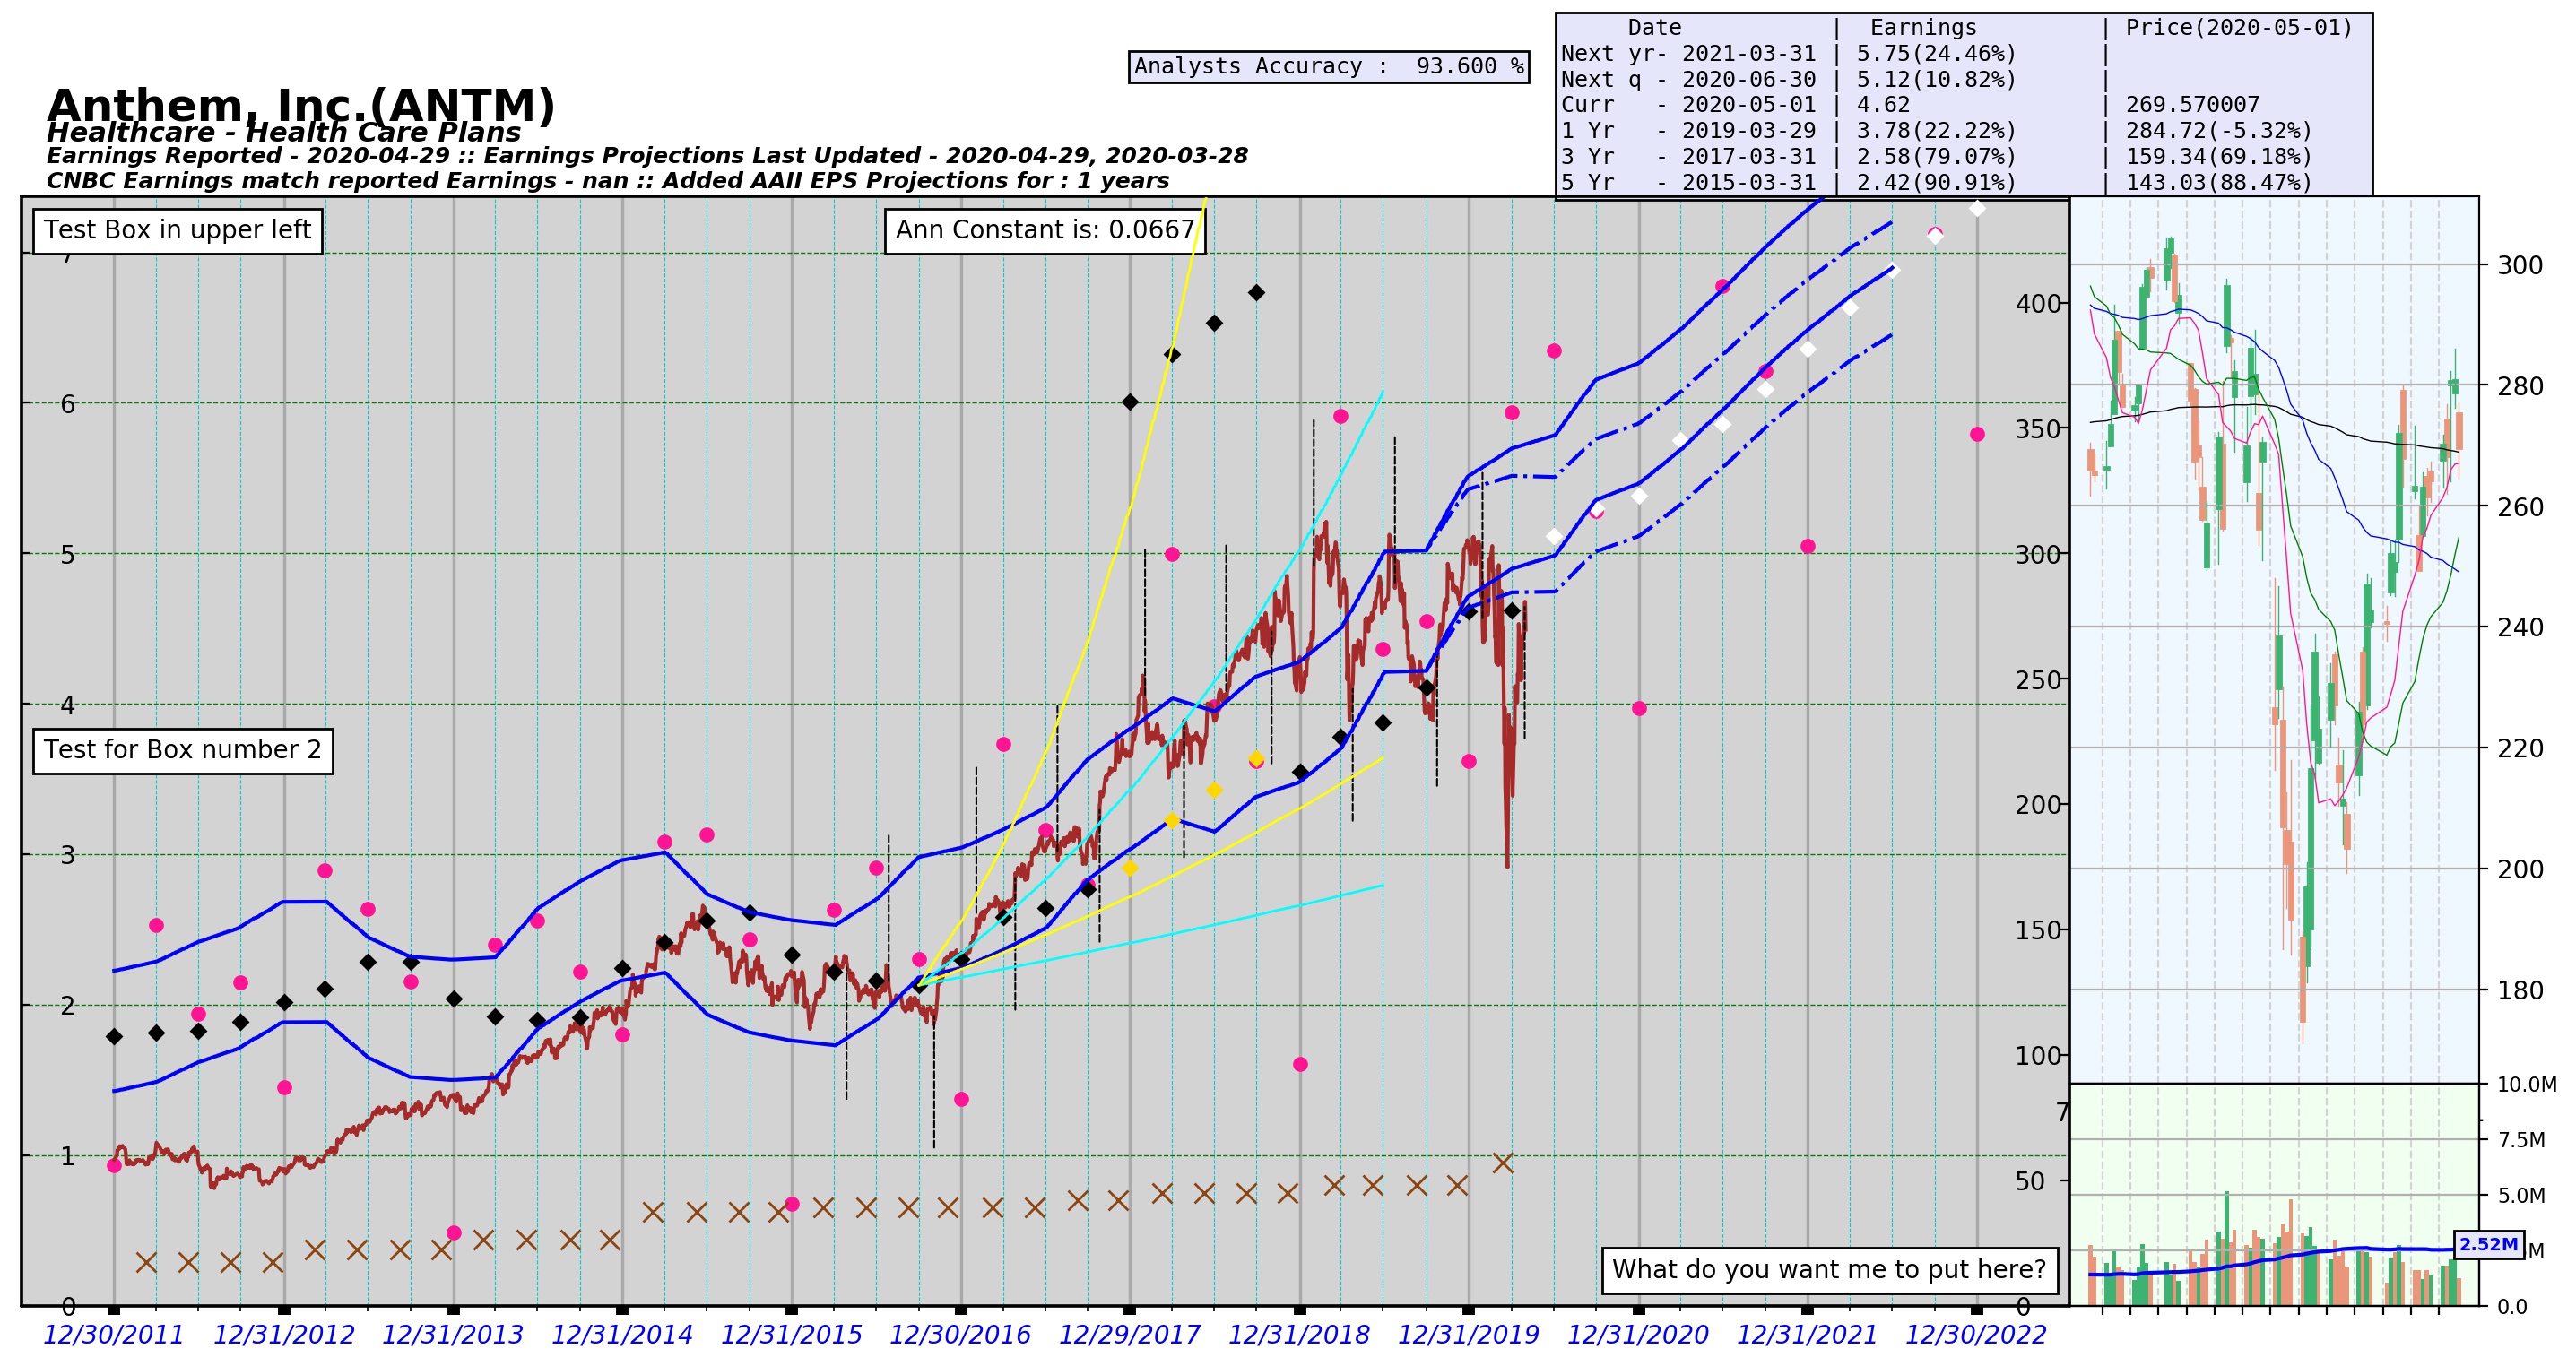 Date | Earnings | Price(2020-05-01)
Next yr- 2021-03-31 | 5.75(24.46%) |
Next q - 2020-06-30 | 5.12(10.82%) |
Curr - 2020-05-01 | 4.62 | 269.570007
1 Yr - 2019-03-29 | 3.78(22.22%) | 284.72(-5.32%)
3 Yr - 2017-03-31 | 2.58(79.07%) | 159.34(69.18%)
5 Yr - 2015-03-31 | 2.42(90.91%) | 143.03(88.47%)
Analysts Accuracy : 93.600 %
Anthem, Inc.(ANTM)
Healthcare - Health Care Plans
Earnings Reported - 2020-04-29 :: Earnings Projections Last Updated - 2020-04-29, 2020-03-28
CNBC Earnings match reported Earnings - nan :: Added AAII EPS Projections for : 1 years
Test Box in upper left
Ann Constant is: 0.0667
Test for Box number 2
What do you want me to put here?
7
6
5
4
3
2
1
0
400
350
300
250
200
150
100
7
50
0
300
280
260
240
220
200
180
10.0M
7.5M
5.0M
2.52M
M
0.0
12/30/2011 12/31/2012 12/31/2013 12/31/2014 12/31/2015 12/30/2016 12/29/2017 12/31/2018 12/31/2019 12/31/2020 12/31/2021 12/30/2022